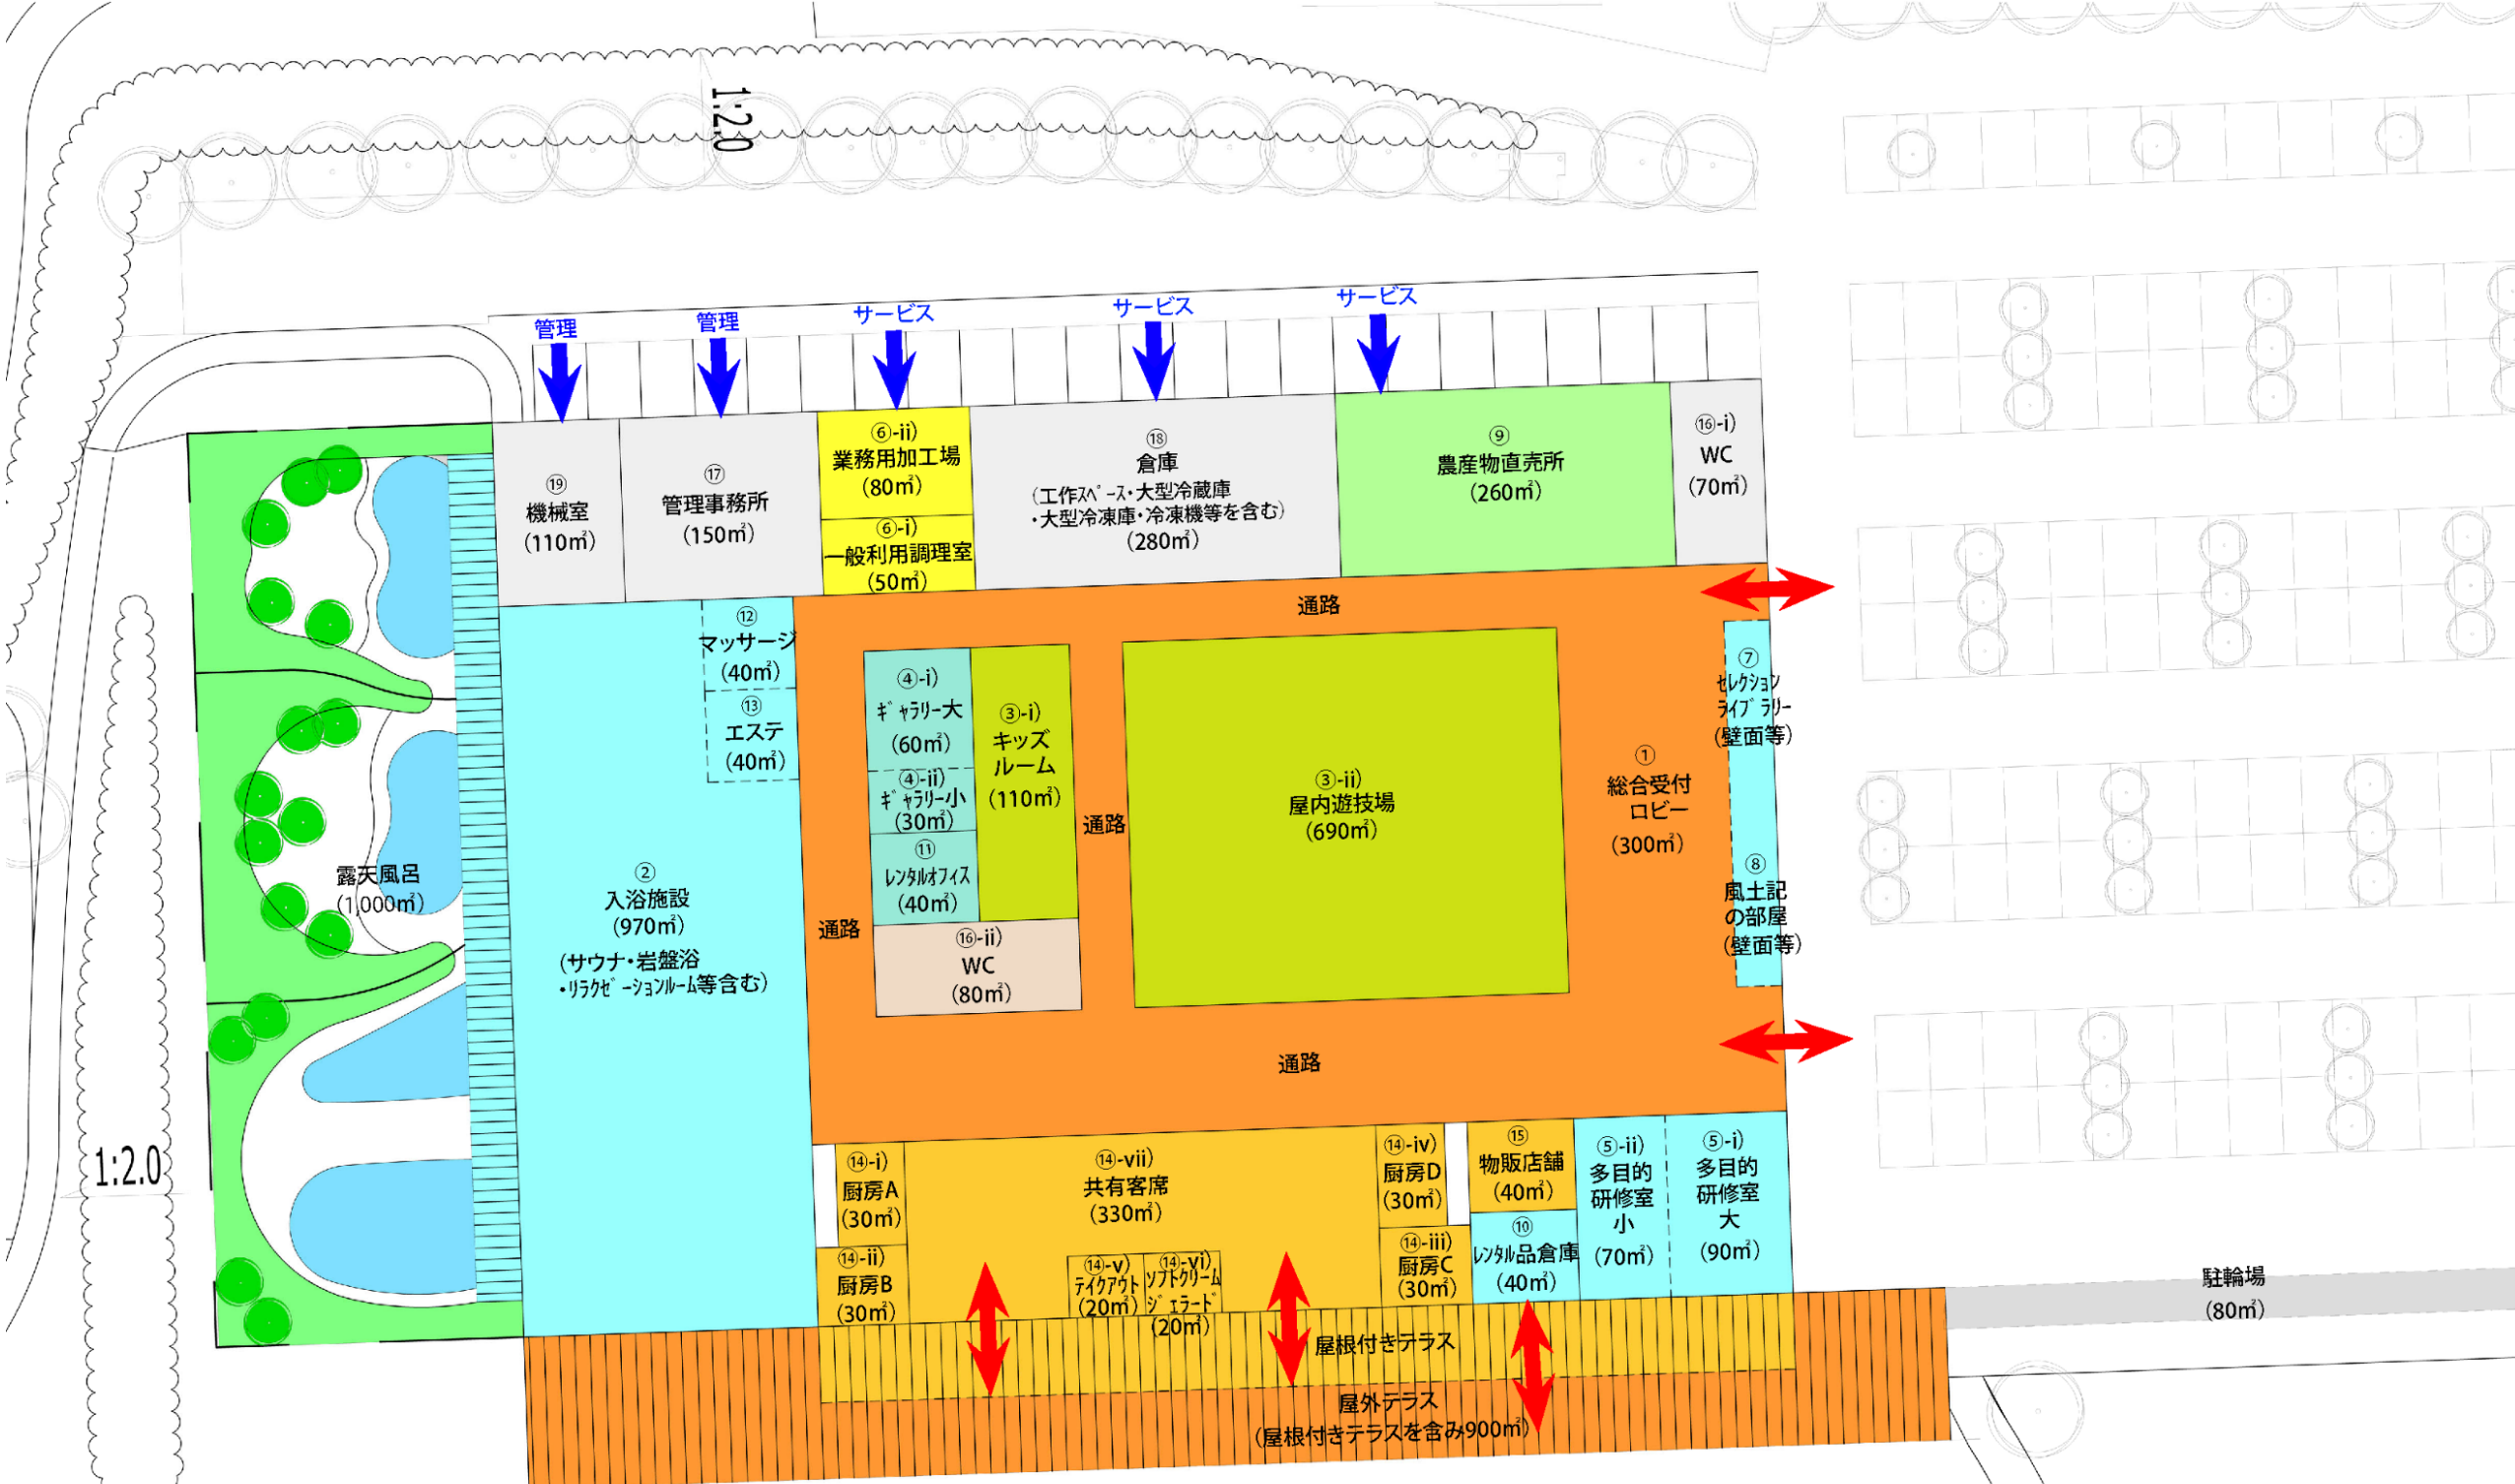 1:2.0
管理
管理
サービス
サービス
サービス
⑲
機械室
(110㎡)
⑰
管理事務所
(150㎡)
⑥-ii)
業務用加工場
(80㎡)
⑥-i)
一般利用調理室
(50㎡)
⑱
倉庫
(工作ｽﾍﾟｰｽ・大型冷蔵庫
・大型冷凍庫・冷凍機等を含む)
(280㎡)
⑨
農産物直売所
(260㎡)
⑯-i)
WC
(70㎡)
通路
⑫
マッサージ
(40㎡)
⑬
エステ
(40㎡)
④-i)
ｷﾞｬﾗﾘｰ大
(60㎡)
④-ii)
ｷﾞｬﾗﾘｰ小
(30㎡)
⑪
ﾚﾝﾀﾙｵﾌｨｽ
(40㎡)
③-i)
キッズ
ルーム
(110㎡)
⑯-ii)
WC
(80㎡)
通路
通路
③-ii)
屋内遊技場
(690㎡)
①
総合受付
ロビー
(300㎡)
⑦
ｾﾚｸｼｮﾝ
ﾗｲﾌﾞﾗﾘｰ
(壁面等)
⑧
風土記
の部屋
(壁面等)
露天風呂
(1,000㎡)
②
入浴施設
(970㎡)
(サウナ・岩盤浴
・ﾘﾗｸｾﾞｰｼｮﾝﾙｰﾑ等含む)
通路
1:2.0
⑭-i)
厨房A
(30㎡)
⑭-ii)
厨房B
(30㎡)
⑭-vii)
共有客席
(330㎡)
⑭-v)
ﾃｲｸｱｳﾄ
(20㎡)
⑭-vi)
ｿﾌﾄｸﾘｰﾑ
ｼﾞｪﾗｰﾄﾞ
(20㎡)
⑭-iv)
厨房D
(30㎡)
⑭-iii)
厨房C
(30㎡)
⑮
物販店舗
(40㎡)
⑩
ﾚﾝﾀﾙ品倉庫
(40㎡)
⑤-ii)
多目的
研修室
小
(70㎡)
⑤-i)
多目的
研修室
大
(90㎡)
屋根付きテラス
屋外テラス
(屋根付きテラスを含み900㎡)
駐輪場
(80㎡)